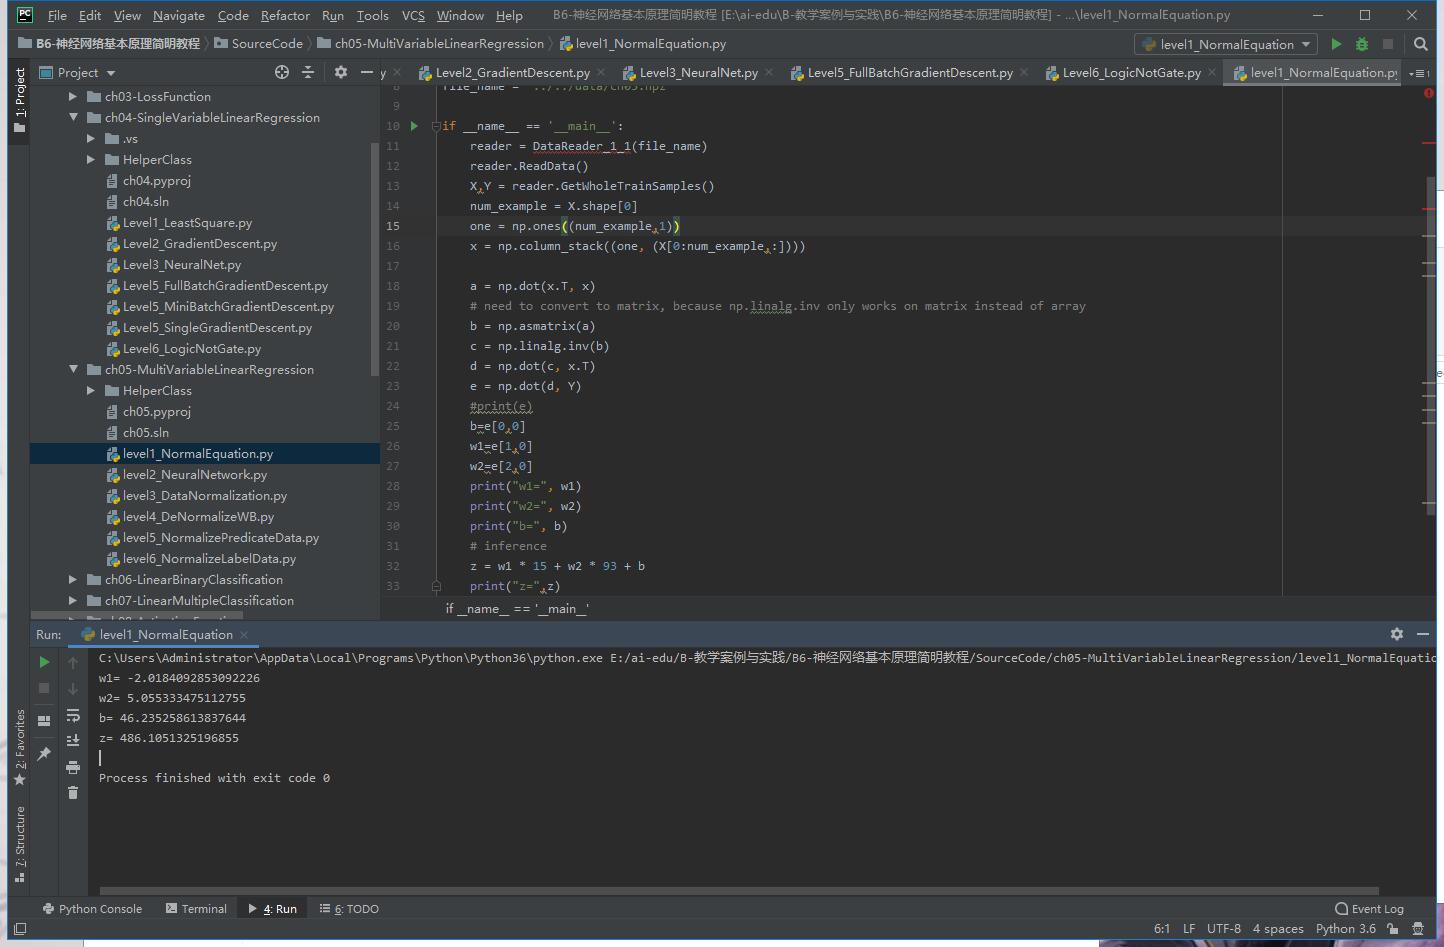 PC File Edit View Navigate Code Refactor Run Tools VCS Window Help B6-神经网络基本原理简明教程 [E:\ai-edu\B-教学案例与实践\B6-神经网络基本原理简明教程] - ...\level1_NormalEquation.py
B6-神经网络基本原理简明教程 SourceCode ch05-MultiVariableLinearRegression level1_NormalEquation.py level1_NormalEquation
1: Project
Project
y Level2_GradientDescent.py Level3_NeuralNet.py Level5_FullBatchGradientDescent.py Level6_LogicNotGate.py level1_NormalEquation.py
ch03-LossFunction
ch04-SingleVariableLinearRegression
.vs
HelperClass
ch04.pyproj
ch04.sln
Level1_LeastSquare.py
Level2_GradientDescent.py
Level3_NeuralNet.py
Level5_FullBatchGradientDescent.py
Level5_MiniBatchGradientDescent.py
Level5_SingleGradientDescent.py
Level6_LogicNotGate.py
ch05-MultiVariableLinearRegression
HelperClass
ch05.pyproj
ch05.sln
level1_NormalEquation.py
level2_NeuralNetwork.py
level3_DataNormalization.py
level4_DeNormalizeWB.py
level5_NormalizePredicateData.py
level6_NormalizeLabelData.py
ch06-LinearBinaryClassification
ch07-LinearMultipleClassification
8 file_name = "../../data/ch05.npz"
9
10 if __name__ == '__main__':
11 reader = DataReader_1_1(file_name)
12 reader.ReadData()
13 X,Y = reader.GetWholeTrainSamples()
14 num_example = X.shape[0]
15 one = np.ones((num_example,1))
16 x = np.column_stack((one, (X[0:num_example,:])))
17
18 a = np.dot(x.T, x)
19 # need to convert to matrix, because np.linalg.inv only works on matrix instead of array
20 b = np.asmatrix(a)
21 c = np.linalg.inv(b)
22 d = np.dot(c, x.T)
23 e = np.dot(d, Y)
24 #print(e)
25 b=e[0,0]
26 w1=e[1,0]
27 w2=e[2,0]
28 print("w1=", w1)
29 print("w2=", w2)
30 print("b=", b)
31 # inference
32 z = w1 * 15 + w2 * 93 + b
33 print("z=",z)
if __name__ == '__main__'
Run: level1_NormalEquation
C:\Users\Administrator\AppData\Local\Programs\Python\Python36\python.exe E:/ai-edu/B-教学案例与实践/B6-神经网络基本原理简明教程/SourceCode/ch05-MultiVariableLinearRegression/level1_NormalEquatio
w1= -2.0184092853092226
w2= 5.055333475112755
b= 46.235258613837644
z= 486.1051325196855
Process finished with exit code 0
2: Favorites
7: Structure
Python Console Terminal 4: Run 6: TODO Event Log
6:1 LF UTF-8 4 spaces Python 3.6